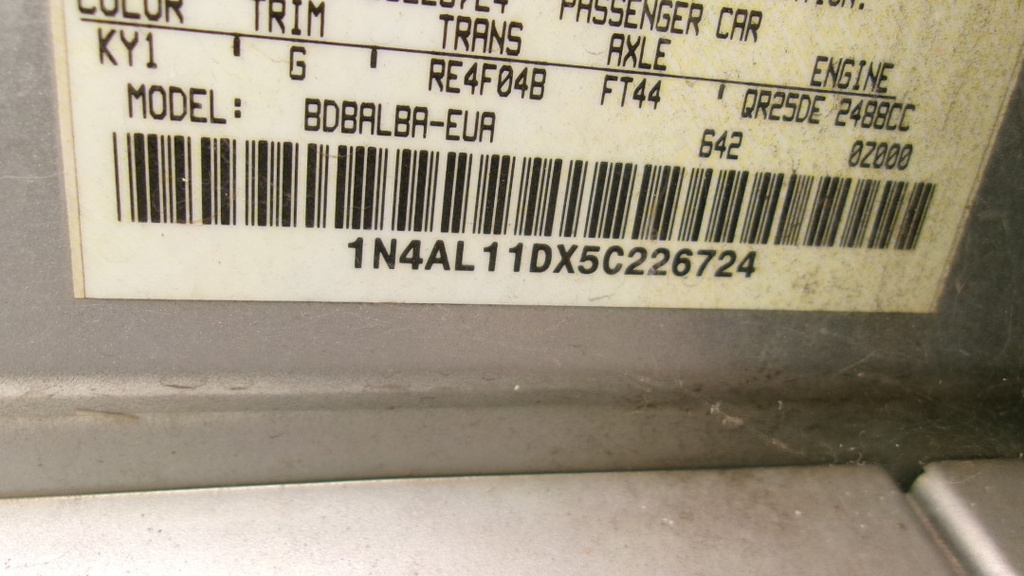 PASSENGER CAR
COLOR TRIM TRANS AXLE ENGINE
KY1 G RE4F04B FT44 QR25DE 2488CC
MODEL: BDBALBA-EUA
642 0Z000
1N4AL11DX5C226724